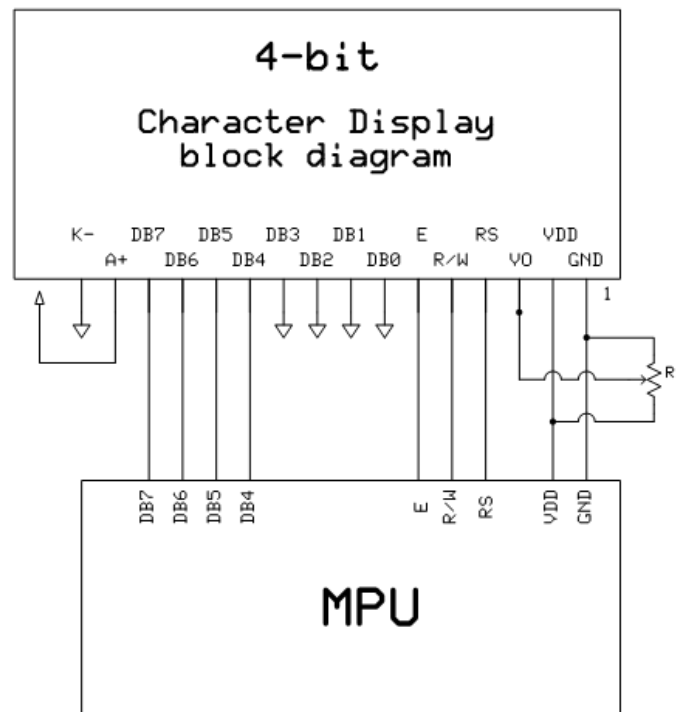 4-bit
Character Display
block diagram
K- DB7 DB5 DB3 DB1 E RS VDD
A+ DB6 DB4 DB2 DB0 R/W VO GND
1
R
DB7 DB6 DB5 DB4 E R/W RS VDD GND
MPU